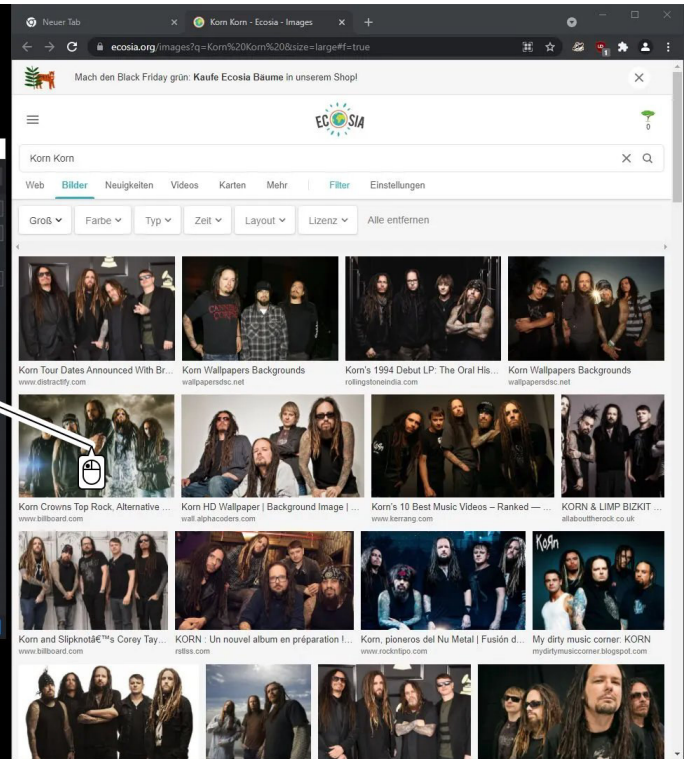 Neuer Tab
Korn Korn - Ecosia - Images
ecosia.org/images?q=Korn%20Korn%20&size=large#f=true
Mach den Black Friday grün: Kaufe Ecosia Bäume in unserem Shop!
ECOSIA
0
Korn Korn
Web Bilder Neuigkeiten Videos Karten Mehr Filter Einstellungen
Groß Farbe Typ Zeit Layout Lizenz Alle entfernen
Korn Tour Dates Announced With Br... Korn Wallpapers Backgrounds Korn's 1994 Debut LP: The Oral His... Korn Wallpapers Backgrounds
www.distractify.com wallpapersdsc.net rollingstoneindia.com wallpapersdsc.net
Korn Crowns Top Rock, Alternative ... Korn HD Wallpaper | Background Image | ... Korn's 10 Best Music Videos – Ranked — ... KORN & LIMP BIZKIT ...
www.billboard.com wall.alphacoders.com www.kerrang.com allabouttherock.co.uk
KoЯn
Korn and Slipknotâ€™s Corey Tay... KORN : Un nouvel album en préparation !... Korn, pioneros del Nu Metal | Fusión d... My dirty music corner: KORN
www.billboard.com rstlss.com www.rockntipo.com mydirtymusiccorner.blogspot.com